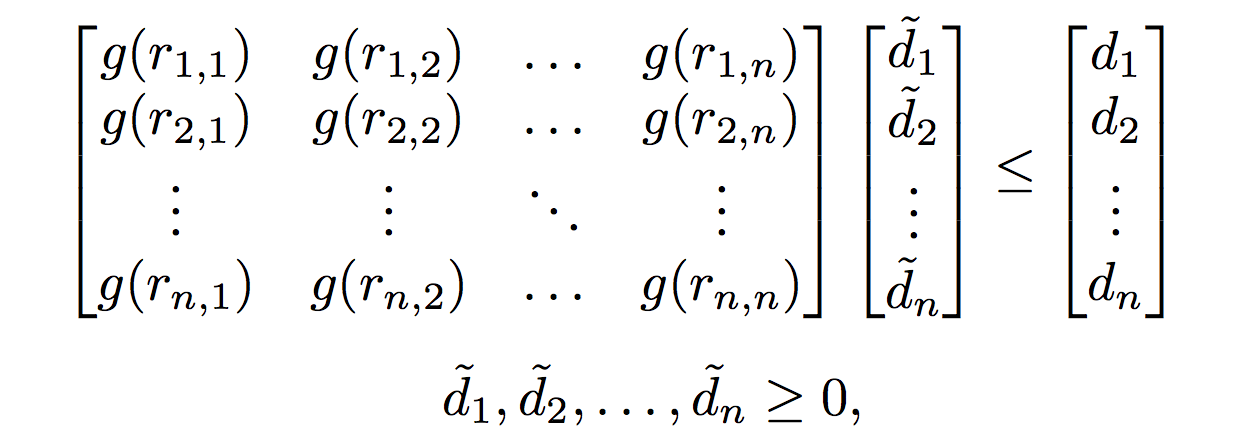 [ g(r_{1,1}) g(r_{1,2}) … g(r_{1,n}) ] [ d̃_1 ] [ d_1 ]
[ g(r_{2,1}) g(r_{2,2}) … g(r_{2,n}) ] [ d̃_2 ] ≤ [ d_2 ]
[ ⋮ ⋮ ⋱ ⋮ ] [ ⋮ ] [ ⋮ ]
[ g(r_{n,1}) g(r_{n,2}) … g(r_{n,n}) ] [ d̃_n ] [ d_n ]
d̃_1, d̃_2, …, d̃_n ≥ 0,